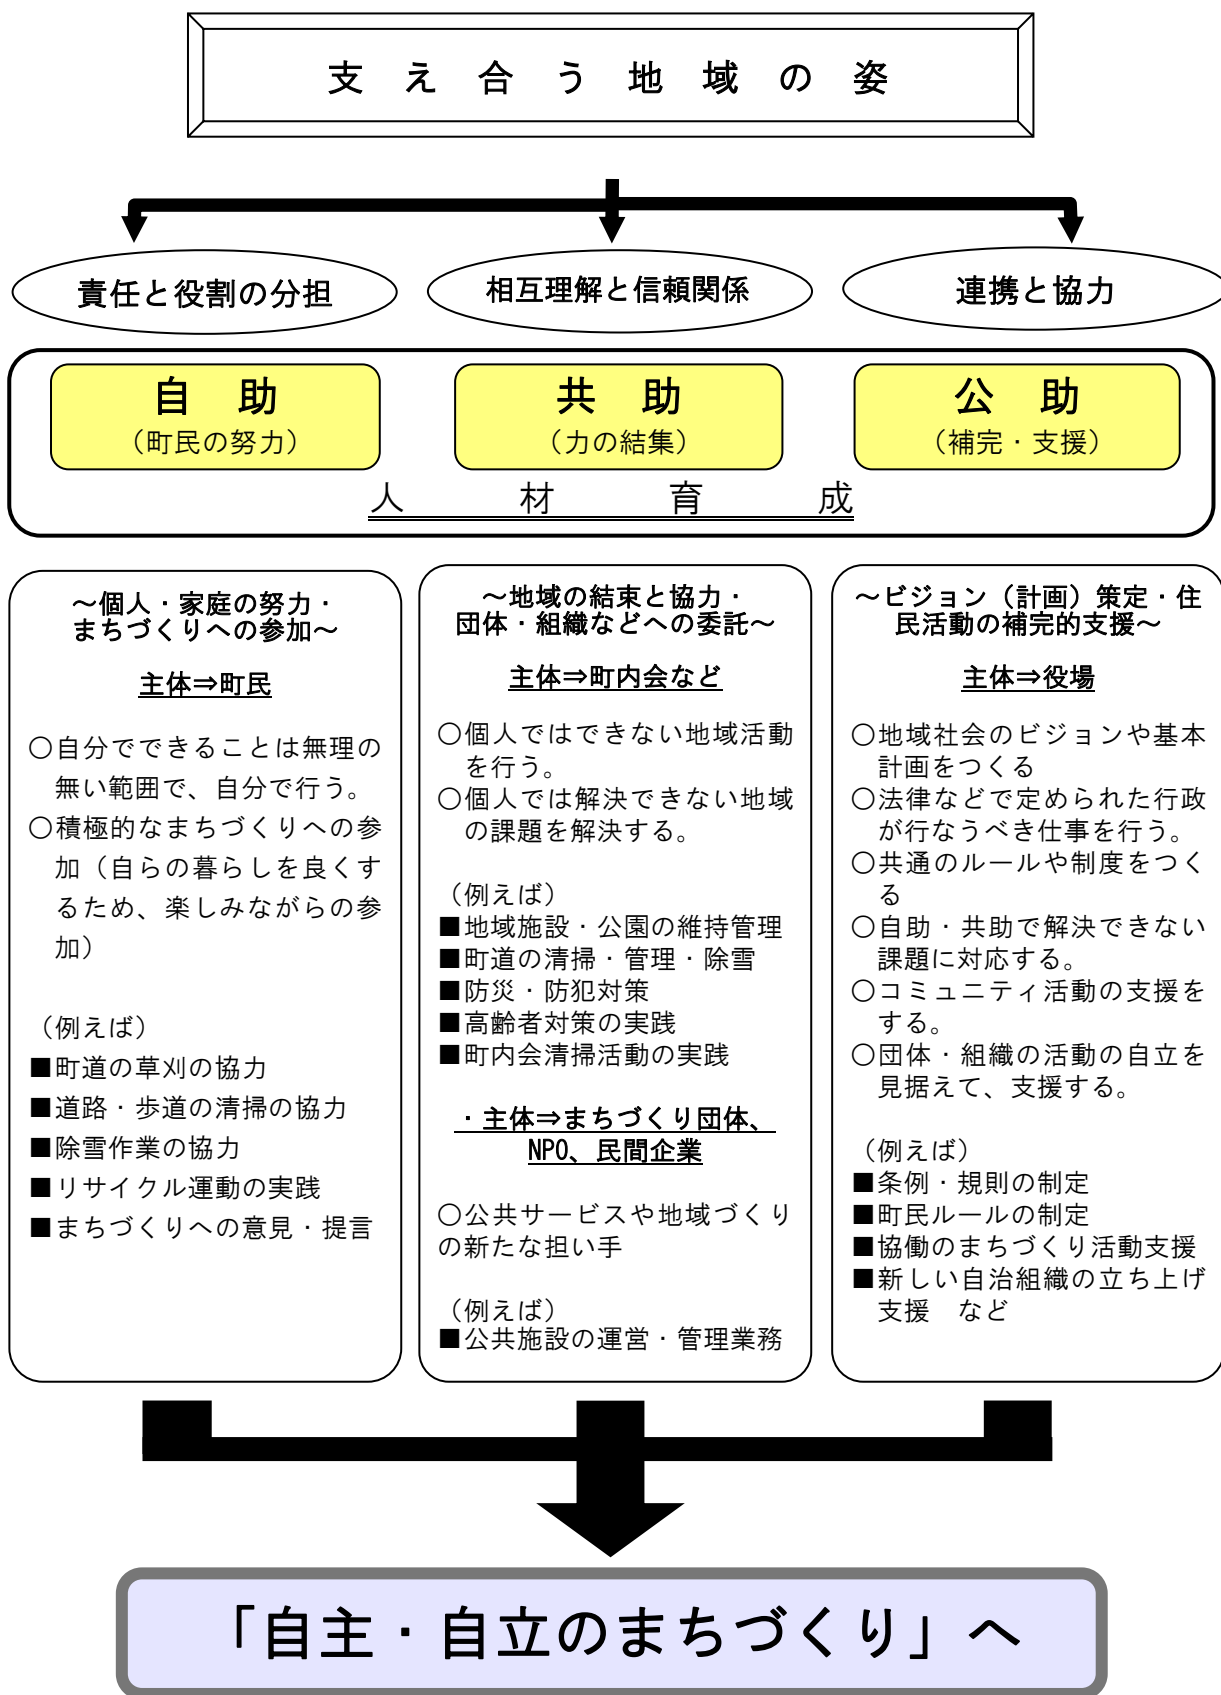 支え合う地域の姿
責任と役割の分担
相互理解と信頼関係
連携と協力
自　助
（町民の努力）
共　助
（力の結集）
公　助
（補完・支援）
人材育成
～個人・家庭の努力・
まちづくりへの参加～
主体⇒町民
○自分でできることは無理の
無い範囲で、自分で行う。
○積極的なまちづくりへの参
加（自らの暮らしを良くす
るため、楽しみながらの参
加）
（例えば）
■町道の草刈の協力
■道路・歩道の清掃の協力
■除雪作業の協力
■リサイクル運動の実践
■まちづくりへの意見・提言
～地域の結束と協力・
団体・組織などへの委託～
主体⇒町内会など
○個人ではできない地域活動
を行う。
○個人では解決できない地域
の課題を解決する。
（例えば）
■地域施設・公園の維持管理
■町道の清掃・管理・除雪
■防災・防犯対策
■高齢者対策の実践
■町内会清掃活動の実践
・主体⇒まちづくり団体、
NPO、民間企業
○公共サービスや地域づくり
の新たな担い手
（例えば）
■公共施設の運営・管理業務
～ビジョン（計画）策定・住
民活動の補完的支援～
主体⇒役場
○地域社会のビジョンや基本
計画をつくる
○法律などで定められた行政
が行なうべき仕事を行う。
○共通のルールや制度をつく
る
○自助・共助で解決できない
課題に対応する。
○コミュニティ活動の支援を
する。
○団体・組織の活動の自立を
見据えて、支援する。
（例えば）
■条例・規則の制定
■町民ルールの制定
■協働のまちづくり活動支援
■新しい自治組織の立ち上げ
支援　など
「自主・自立のまちづくり」へ